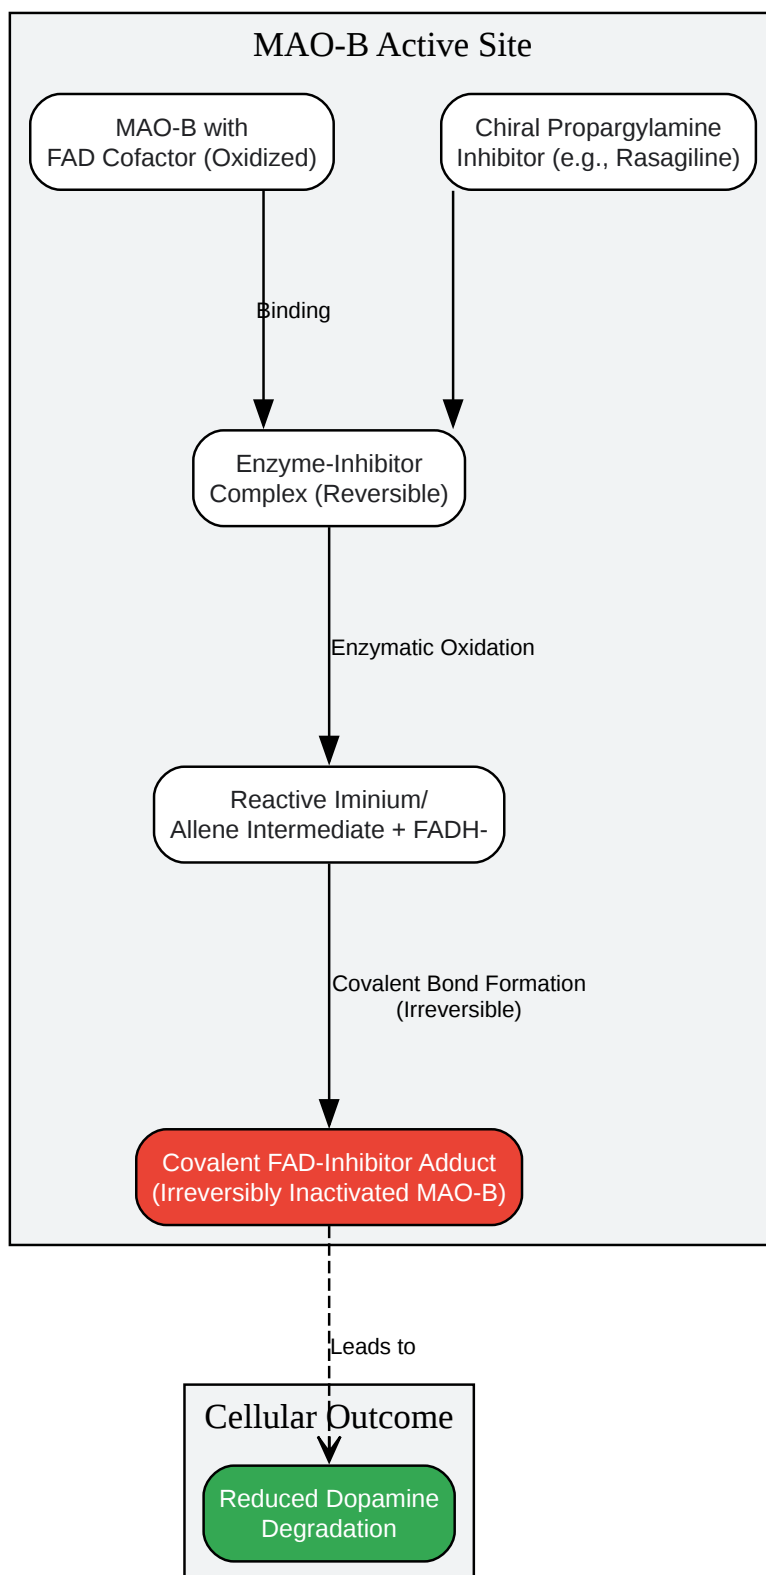 MAO-B Active Site
MAO-B with
FAD Cofactor (Oxidized)
Chiral Propargylamine
Inhibitor (e.g., Rasagiline)
Binding
Enzyme-Inhibitor
Complex (Reversible)
Enzymatic Oxidation
Reactive Iminium/
Allene Intermediate + FADH-
Covalent Bond Formation
(Irreversible)
Covalent FAD-Inhibitor Adduct
(Irreversibly Inactivated MAO-B)
Leads to
Cellular Outcome
Reduced Dopamine
Degradation